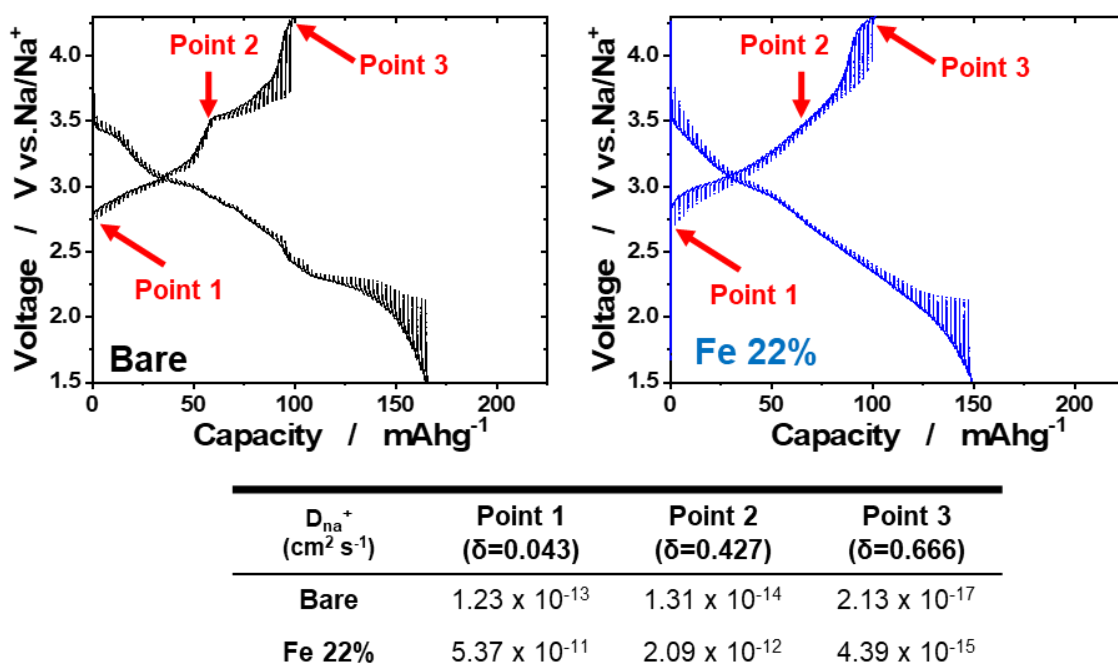 Voltage / V vs.Na/Na⁺
4.0
3.5
3.0
2.5
2.0
1.5
Point 2
Point 3
Point 1
Bare
0 50 100 150 200
Capacity / mAhg⁻¹
Voltage / V vs.Na/Na⁺
4.0
3.5
3.0
2.5
2.0
1.5
Point 2
Point 3
Point 1
Fe 22%
0 50 100 150 200
Capacity / mAhg⁻¹
Dₙₐ⁺ Point 1 Point 2 Point 3
(cm² s⁻¹) (δ=0.043) (δ=0.427) (δ=0.666)
Bare 1.23 x 10⁻¹³ 1.31 x 10⁻¹⁴ 2.13 x 10⁻¹⁷
Fe 22% 5.37 x 10⁻¹¹ 2.09 x 10⁻¹² 4.39 x 10⁻¹⁵